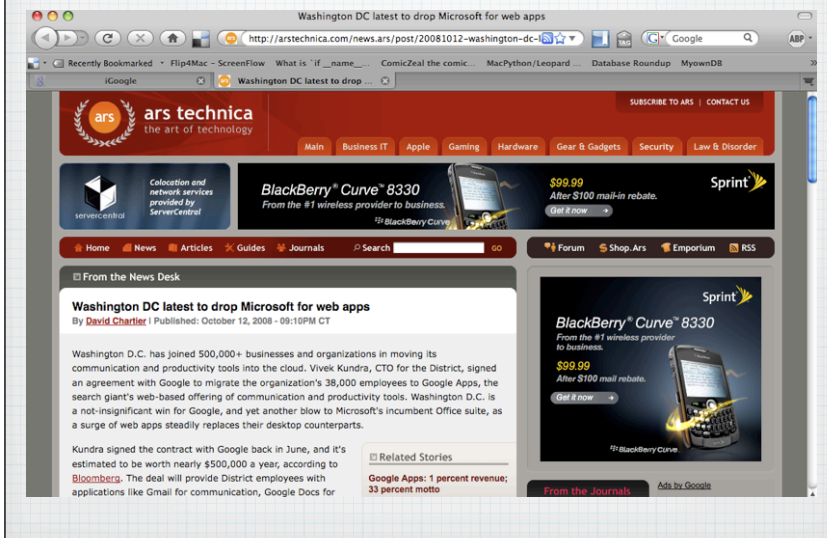 Washington DC latest to drop Microsoft for web apps
http://arstechnica.com/news.ars/post/20081012-washington-dc-l
Google
ABP
Recently Bookmarked
Flip4Mac - ScreenFlow
What is `if __name__...
ComicZeal the comic...
MacPython/Leopard ...
Database Roundup
MyownDB
iGoogle
Washington DC latest to drop ...
SUBSCRIBE TO ARS | CONTACT US
ars
ars technica
the art of technology
Main
Business IT
Apple
Gaming
Hardware
Gear & Gadgets
Security
Law & Disorder
servercentral
Colocation and
network services
provided by
ServerCentral
BlackBerry® Curve™ 8330
From the #1 wireless provider to business.
BlackBerry Curve
$99.99
After $100 mail-in rebate.
Get it now
Sprint
Home
News
Articles
Guides
Journals
Search
GO
Forum
Shop.Ars
Emporium
RSS
From the News Desk
Washington DC latest to drop Microsoft for web apps
By David Chartier | Published: October 12, 2008 - 09:10PM CT
Washington D.C. has joined 500,000+ businesses and organizations in moving its
communication and productivity tools into the cloud. Vivek Kundra, CTO for the District, signed
an agreement with Google to migrate the organization's 38,000 employees to Google Apps, the
search giant's web-based offering of communication and productivity tools. Washington D.C. is
a not-insignificant win for Google, and yet another blow to Microsoft's incumbent Office suite, as
a surge of web apps steadily replaces their desktop counterparts.
Kundra signed the contract with Google back in June, and it's
estimated to be worth nearly $500,000 a year, according to
Bloomberg. The deal will provide District employees with
applications like Gmail for communication, Google Docs for
Related Stories
Google Apps: 1 percent revenue;
33 percent motto
Sprint
BlackBerry® Curve™ 8330
From the #1 wireless provider
to business.
$99.99
After $100 mail rebate.
Get it now
BlackBerry Curve
From the Journals
Ads by Google